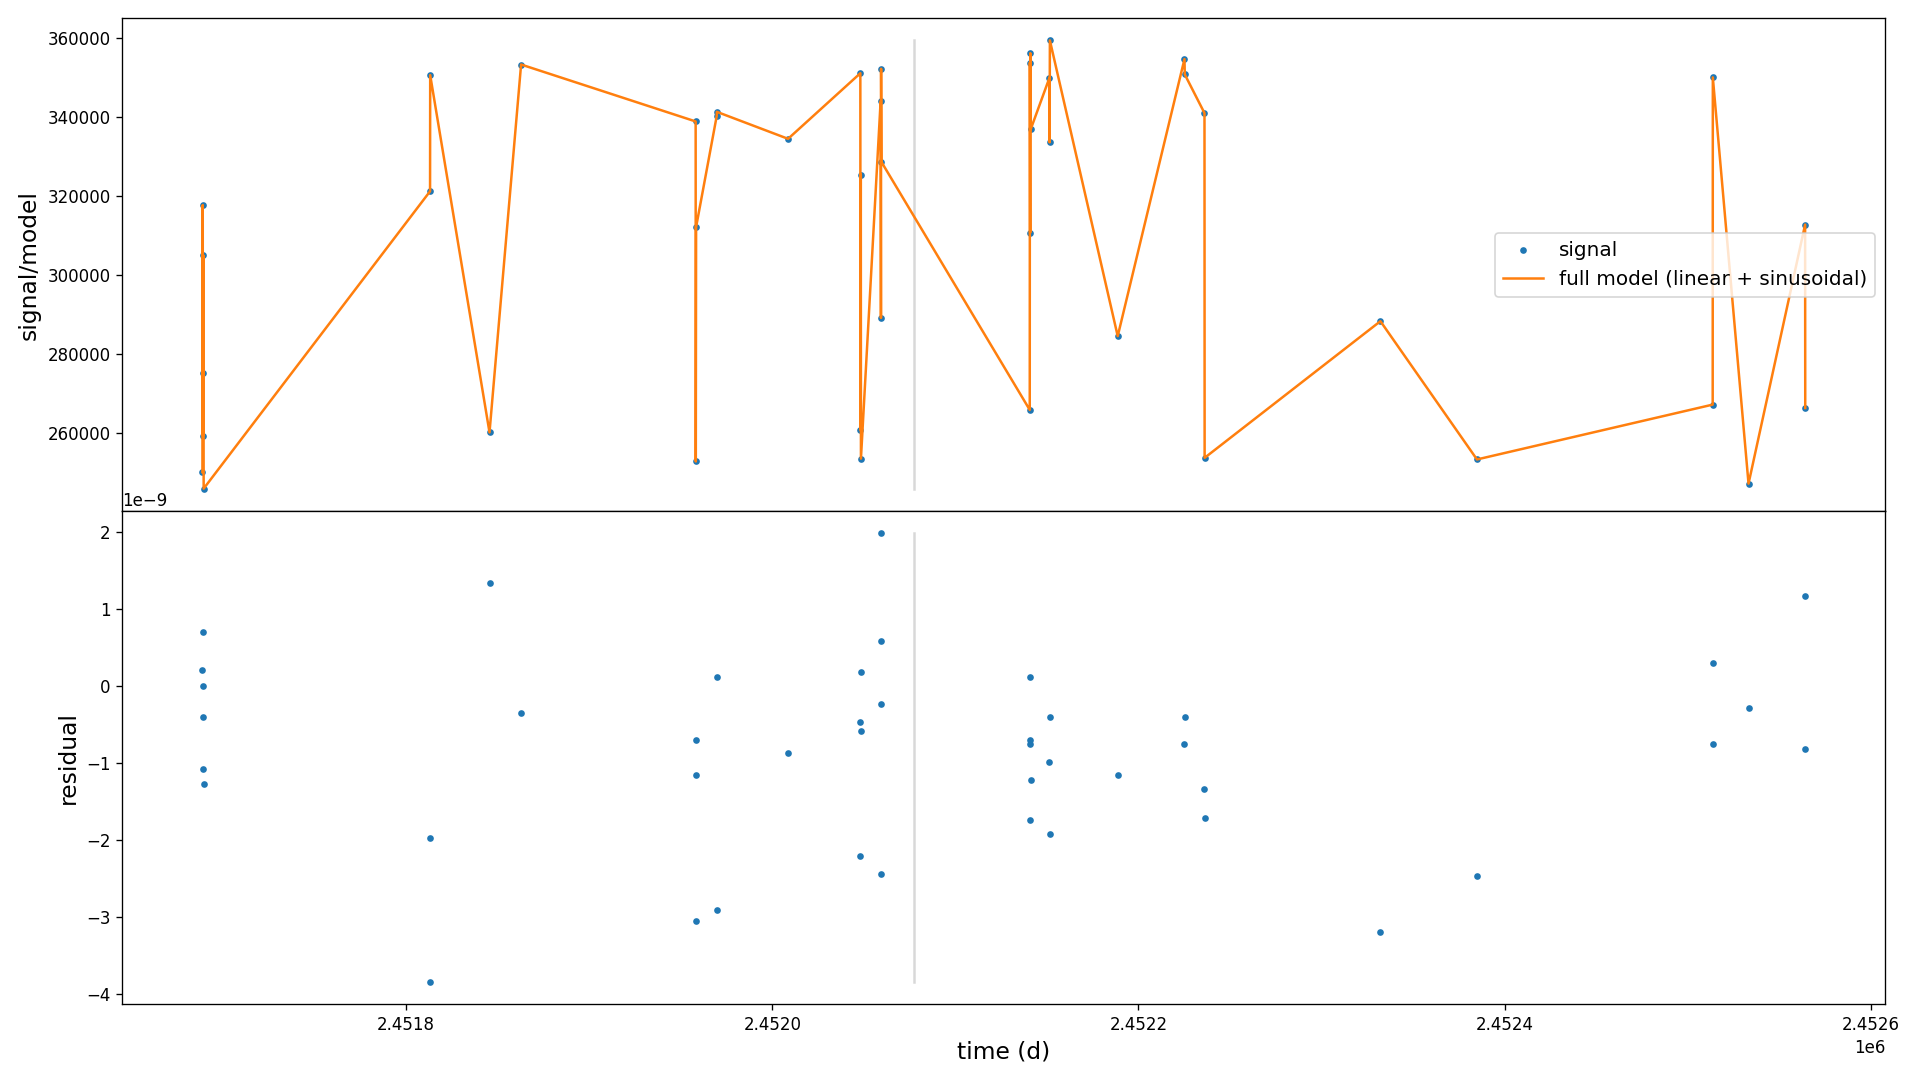 360000
340000
320000
300000
280000
260000
signal/model
signal
full model (linear + sinusoidal)
1e−9
2
1
0
−1
−2
−3
−4
residual
2.4518
2.4520
2.4522
2.4524
2.4526
1e6
time (d)